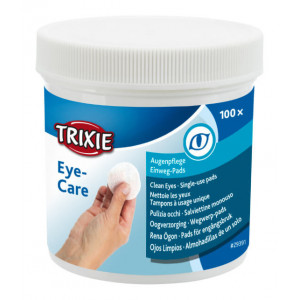 100 x
TRIXIE
Eye-
Care
Augenpflege
Einweg-Pads
Clean Eyes · Single-use pads
Nettoie les yeux
Tampons à usage unique
Pulizia occhi · Salviettine monouso
Oogverzorging · Wegwerp-pads
Rena Ögon · Pads för engångsbruk
Ojos Limpios · Almohadillas de un solo
#29391